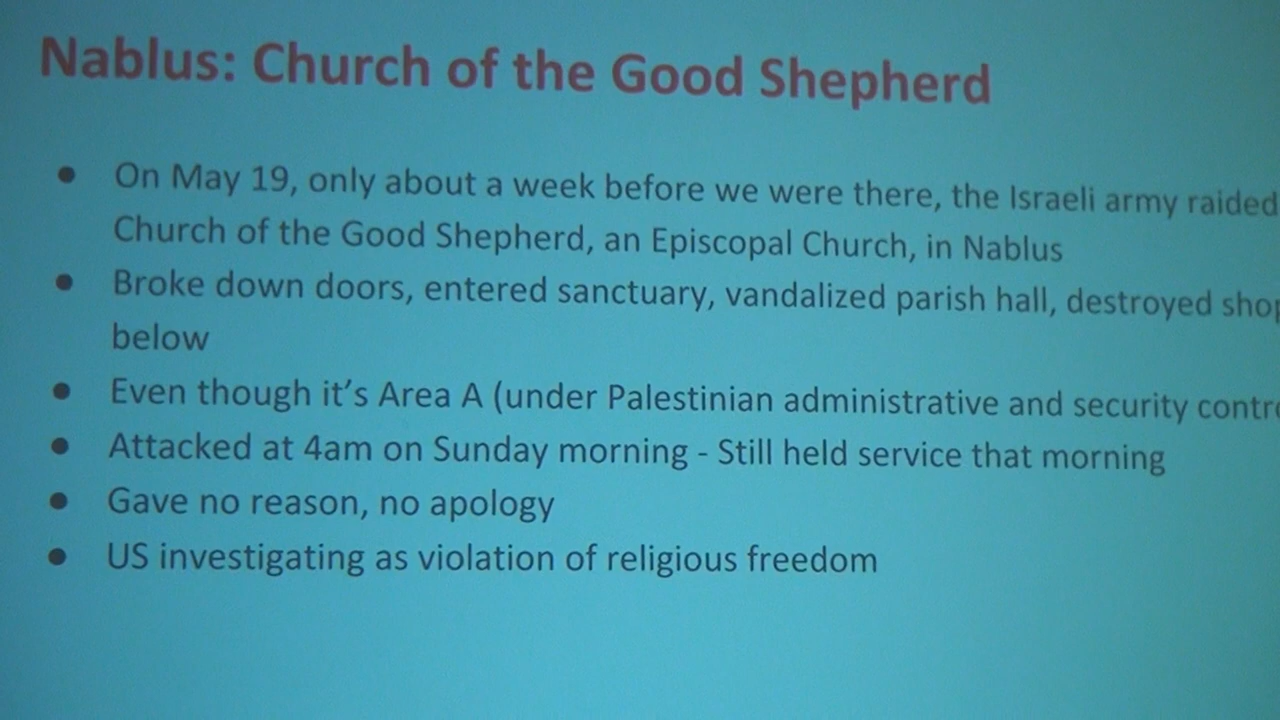 Nablus: Church of the Good Shepherd
● On May 19, only about a week before we were there, the Israeli army raided
Church of the Good Shepherd, an Episcopal Church, in Nablus
● Broke down doors, entered sanctuary, vandalized parish hall, destroyed
below
● Even though it’s Area A (under Palestinian administrative and security
● Attacked at 4am on Sunday morning - Still held service that morning
● Gave no reason, no apology
● US investigating as violation of religious freedom